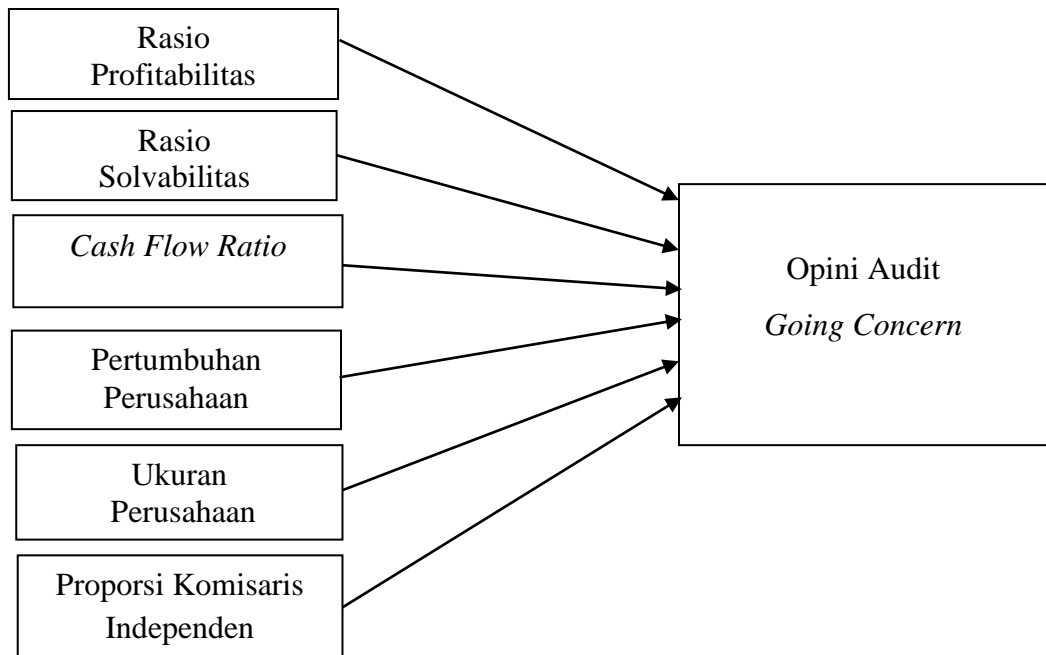 Rasio
Profitabilitas
Rasio
Solvabilitas
Cash Flow Ratio
Pertumbuhan
Perusahaan
Ukuran
Perusahaan
Proporsi Komisaris
Independen
Opini Audit
Going Concern